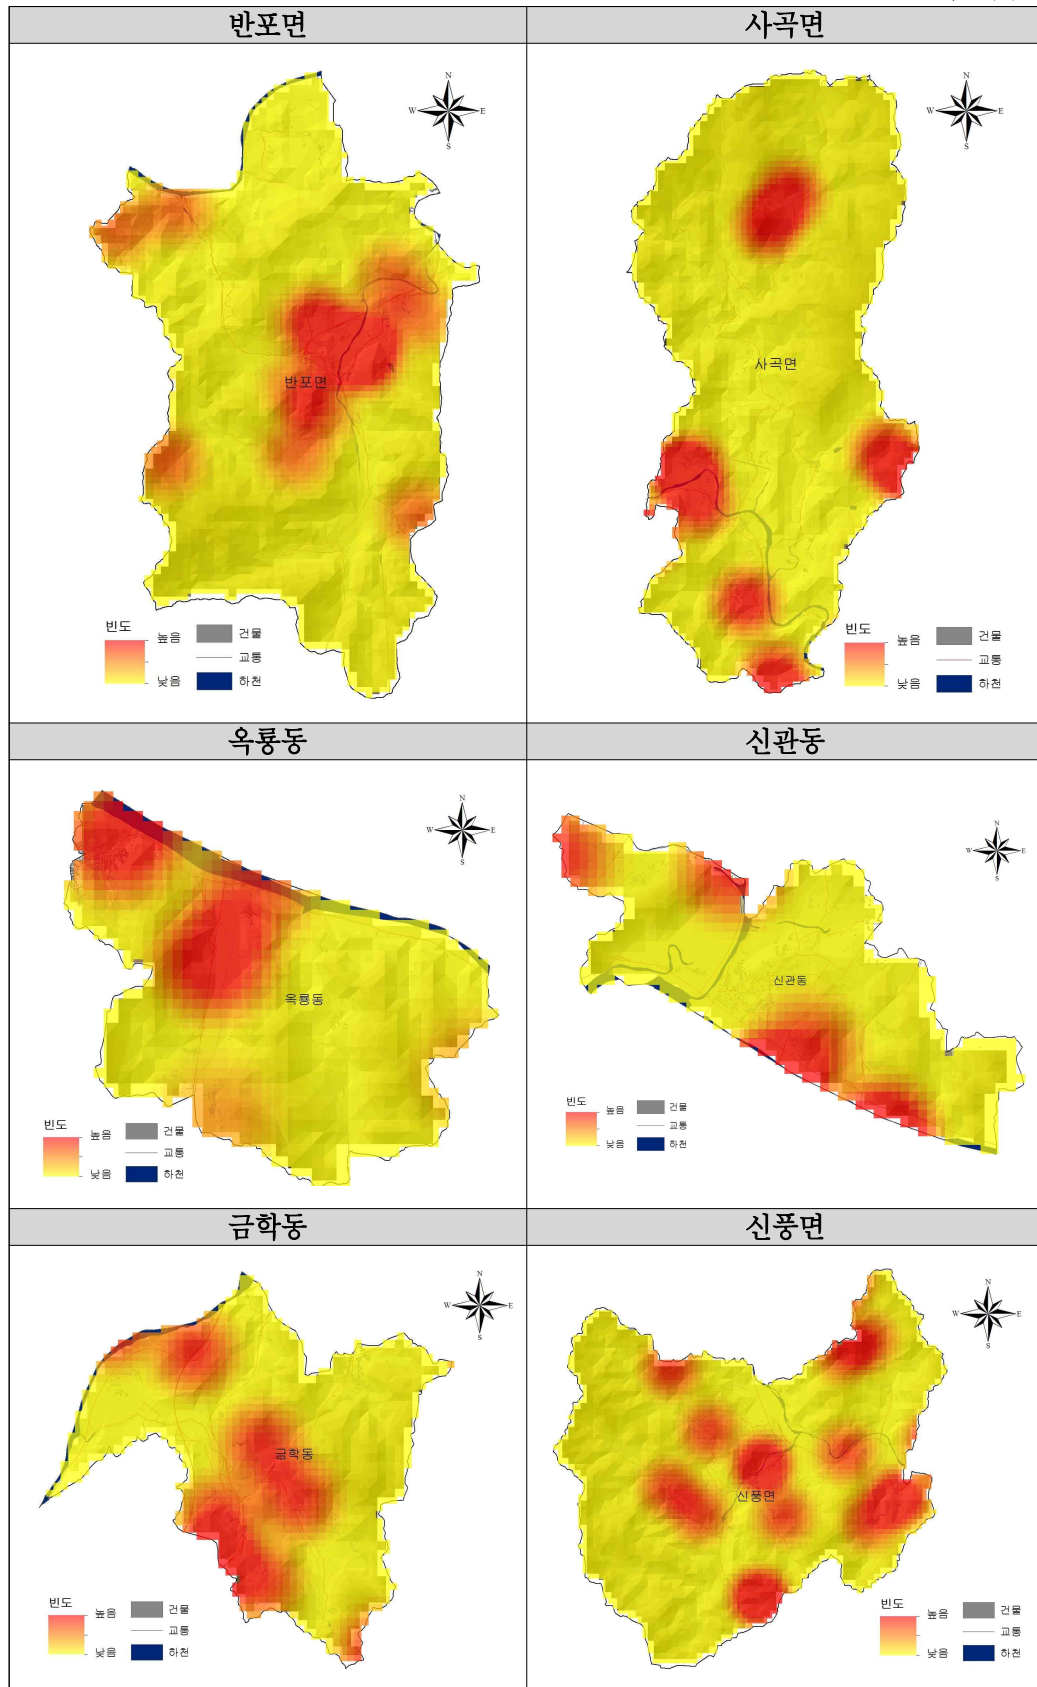 반포면
사곡면
N
W
E
S
반포면
빈도
높음
낮음
건물
교통
하천
N
W
E
S
사곡면
빈도
높음
낮음
건물
교통
하천
옥룡동
신관동
N
W
E
S
옥룡동
빈도
높음
낮음
건물
교통
하천
N
W
E
S
신관동
빈도
높음
낮음
건물
교통
하천
금학동
신풍면
N
W
E
S
금학동
빈도
높음
낮음
건물
교통
하천
N
W
E
S
신풍면
빈도
높음
낮음
건물
교통
하천